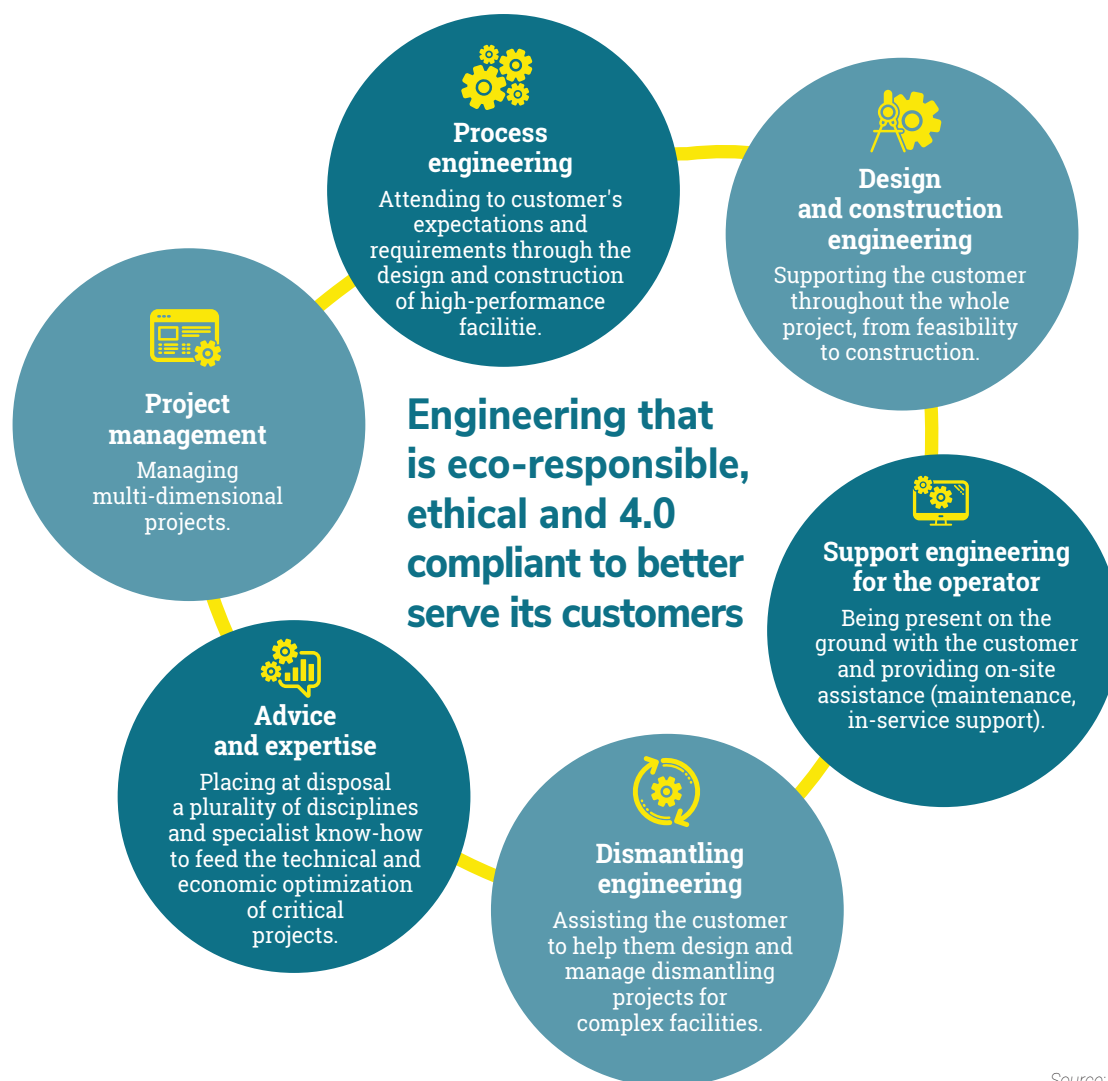 Process
engineering
Attending to customer's
expectations and
requirements through the
design and construction
of high-performance
facilitie.
Design
and construction
engineering
Supporting the customer
throughout the whole
project, from feasibility
to construction.
Project
management
Managing
multi-dimensional
projects.
Engineering that
is eco-responsible,
ethical and 4.0
compliant to better
serve its customers
Support engineering
for the operator
Being present on the
ground with the customer
and providing on-site
assistance (maintenance,
in-service support).
Advice
and expertise
Placing at disposal
a plurality of disciplines
and specialist know-how
to feed the technical and
economic optimization
of critical
projects.
Dismantling
engineering
Assisting the customer
to help them design and
manage dismantling
projects for
complex facilities.
Source: